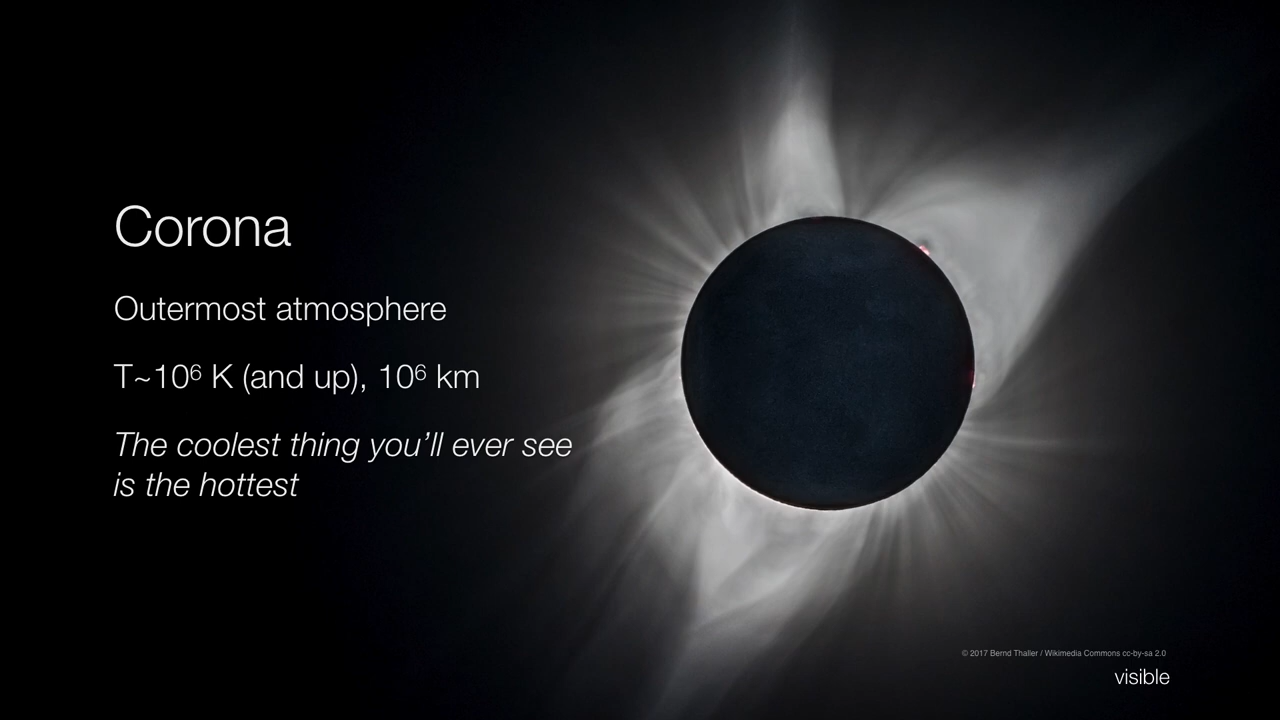 Corona
Outermost atmosphere
T~10⁶ K (and up), 10⁶ km
The coolest thing you’ll ever see
is the hottest
© 2017 Bernd Thaller / Wikimedia Commons cc-by-sa 2.0
visible